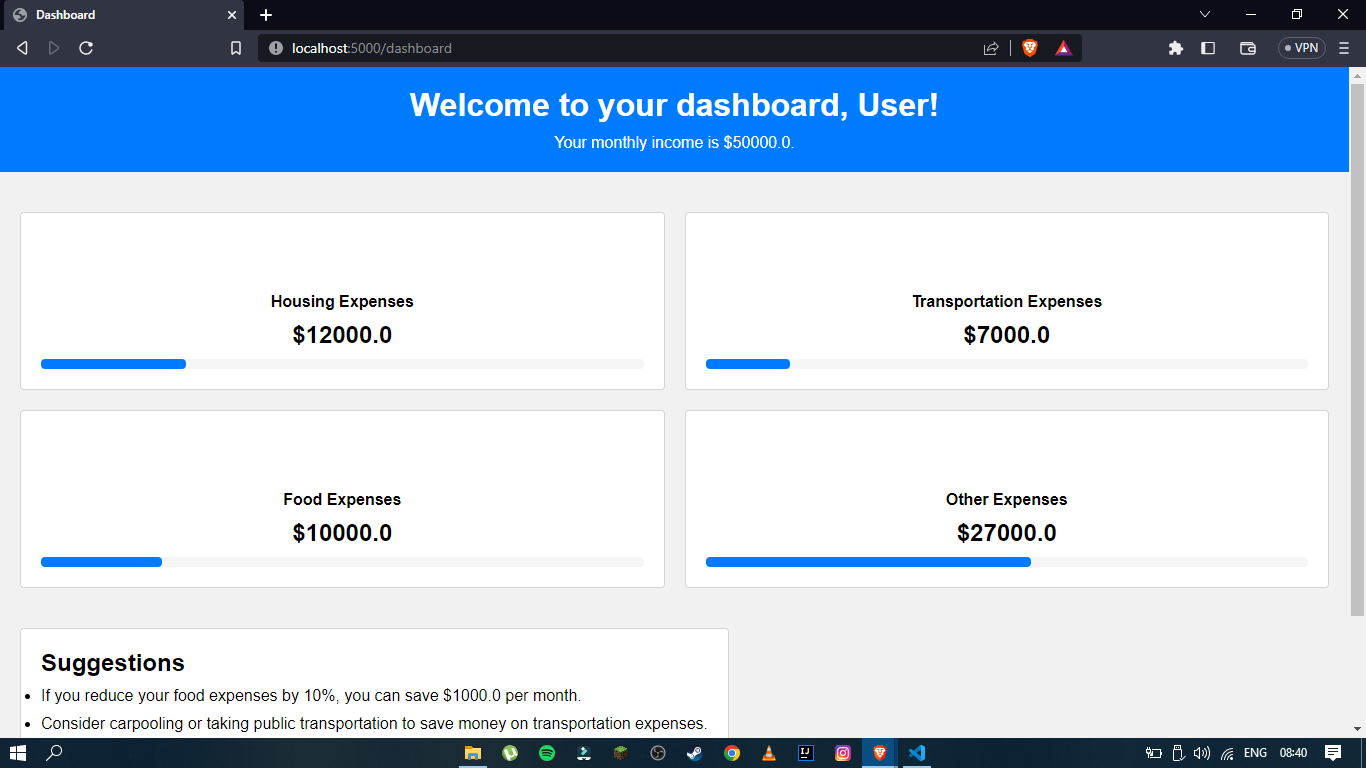 Dashboard
localhost:5000/dashboard
VPN
Welcome to your dashboard, User!
Your monthly income is $50000.0.
Housing Expenses
$12000.0
Transportation Expenses
$7000.0
Food Expenses
$10000.0
Other Expenses
$27000.0
Suggestions
If you reduce your food expenses by 10%, you can save $1000.0 per month.
Consider carpooling or taking public transportation to save money on transportation expenses.
IJ
ENG
08:40